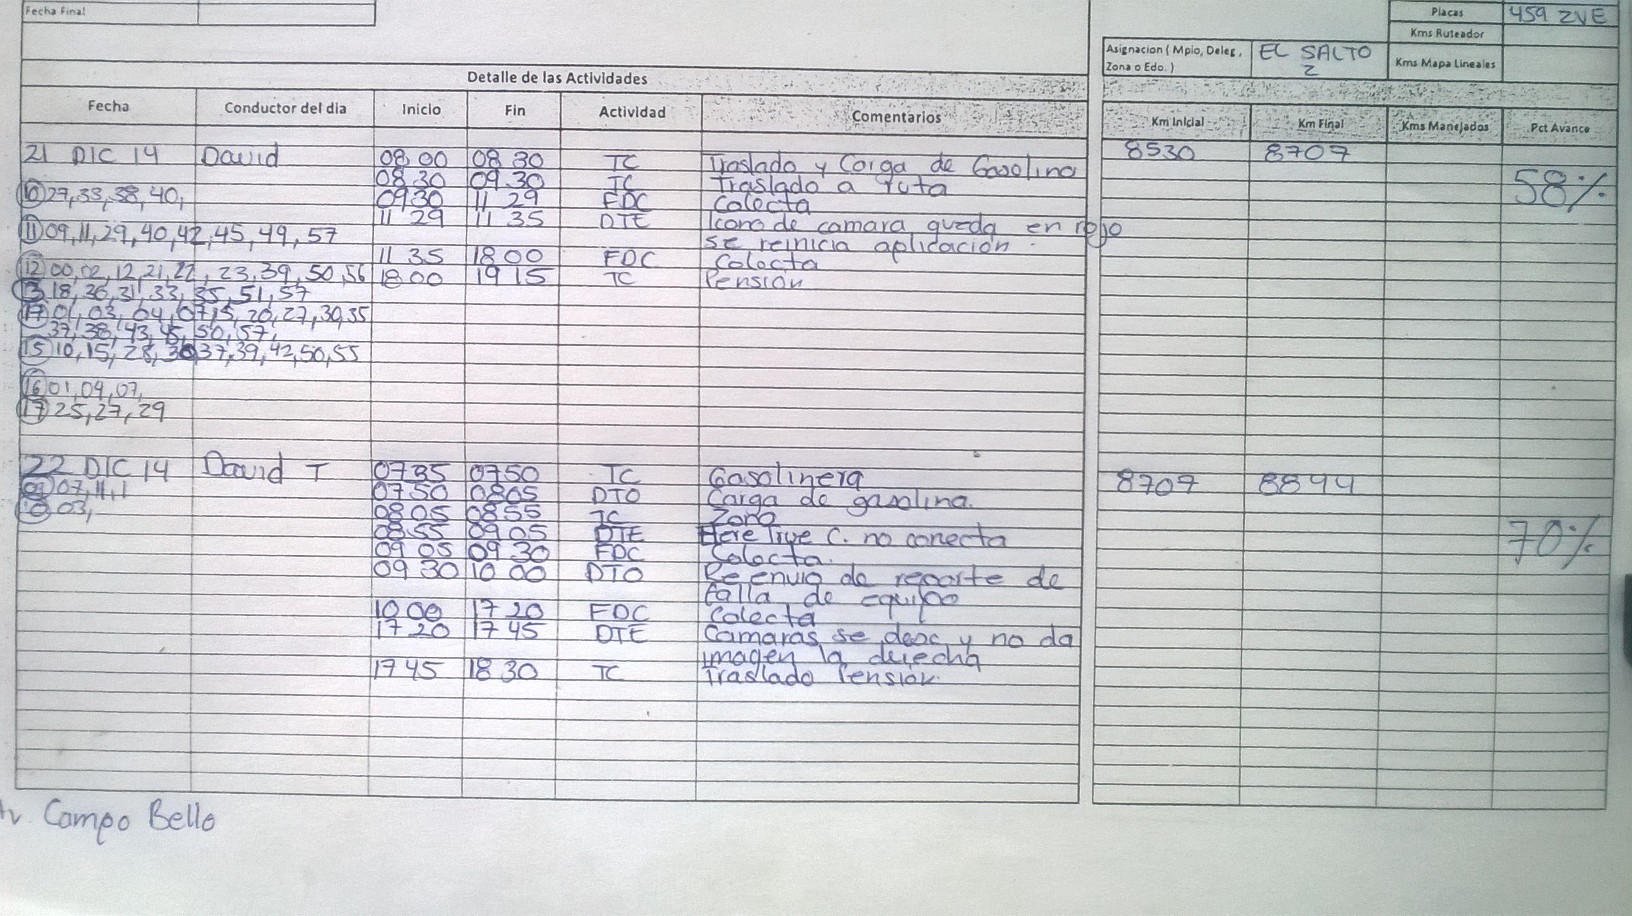 Fecha Final
Placas 459 ZVE
Kms Ruteador
Asignacion ( Mpio, Deleg, EL SALTO
Zona o Edo. ) 2
Kms Mapa Lineales
Detalle de las Actividades
Fecha Conductor del dia Inicio Fin Actividad Comentarios Km Inicial Km Final Kms Manejados Pct Avance
21 DIC 14 David 08 00 08 30 TC Traslado y Carga de Gasolina 8530 8707
08 30 09 30 TC Traslado a ruta 58%
10 27, 33, 38, 40, 09 30 11 29 FDC Colecta
11 29 11 35 DTE Icono de camara queda en rojo
11 09, 11, 29, 40, 42, 45, 49, 57 se reinicia aplicacion
11 35 18 00 FDC Colecta
12 00, 02, 12, 21, 22, 23, 39, 50, 56 18 00 19 15 TC Pension
13 18, 26, 31, 33, 35, 51, 57
01, 03, 04, 07, 15, 20, 27, 30, 35
37, 38, 43, 45, 50, 57,
15 10, 15, 28, 30, 37, 39, 42, 50, 55
16 01, 04, 07,
17 25, 27, 29
22 DIC 14 David T 07 35 07 50 TC Gasolinera 8707 8844
07, 11, 1 07 50 08 05 DTO Carga de gasolina.
03, 08 05 08 55 TC Zona
08 55 09 05 DTE Here True C. no conecta 70%
09 05 09 30 FDC Colecta.
09 30 10 00 DTO Reenvio de reporte de
falla de equipo
10 00 17 20 FDC Colecta
17 20 17 45 DTE Camaras se desc y no da
imagen la derecha
17 45 18 30 TC Traslado Pension.
Av. Campo Bello